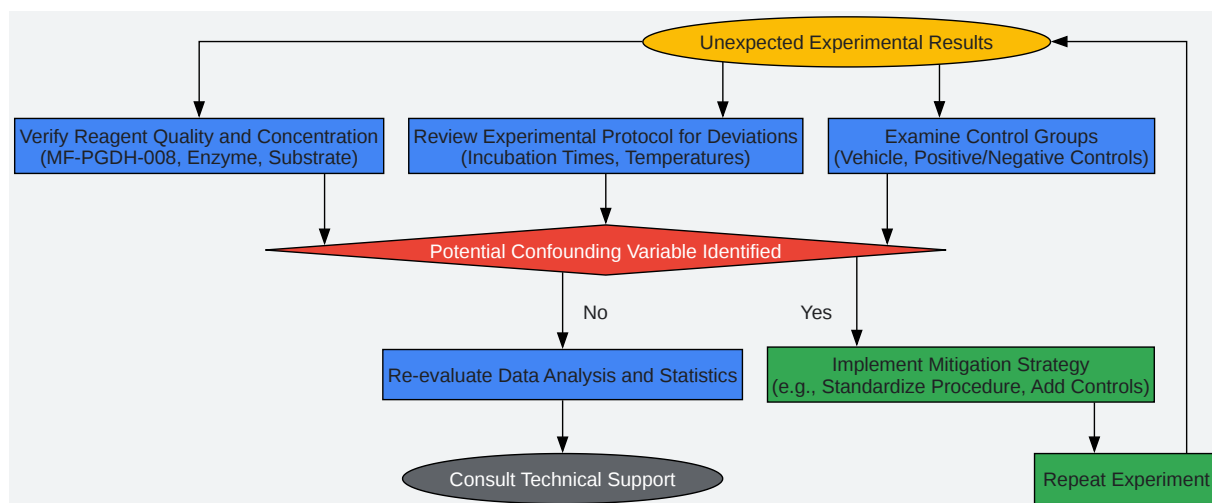 Unexpected Experimental Results
Verify Reagent Quality and Concentration
(MF-PGDH-008, Enzyme, Substrate)
Review Experimental Protocol for Deviations
(Incubation Times, Temperatures)
Examine Control Groups
(Vehicle, Positive/Negative Controls)
Potential Confounding Variable Identified
No
Yes
Re-evaluate Data Analysis and Statistics
Implement Mitigation Strategy
(e.g., Standardize Procedure, Add Controls)
Consult Technical Support
Repeat Experiment